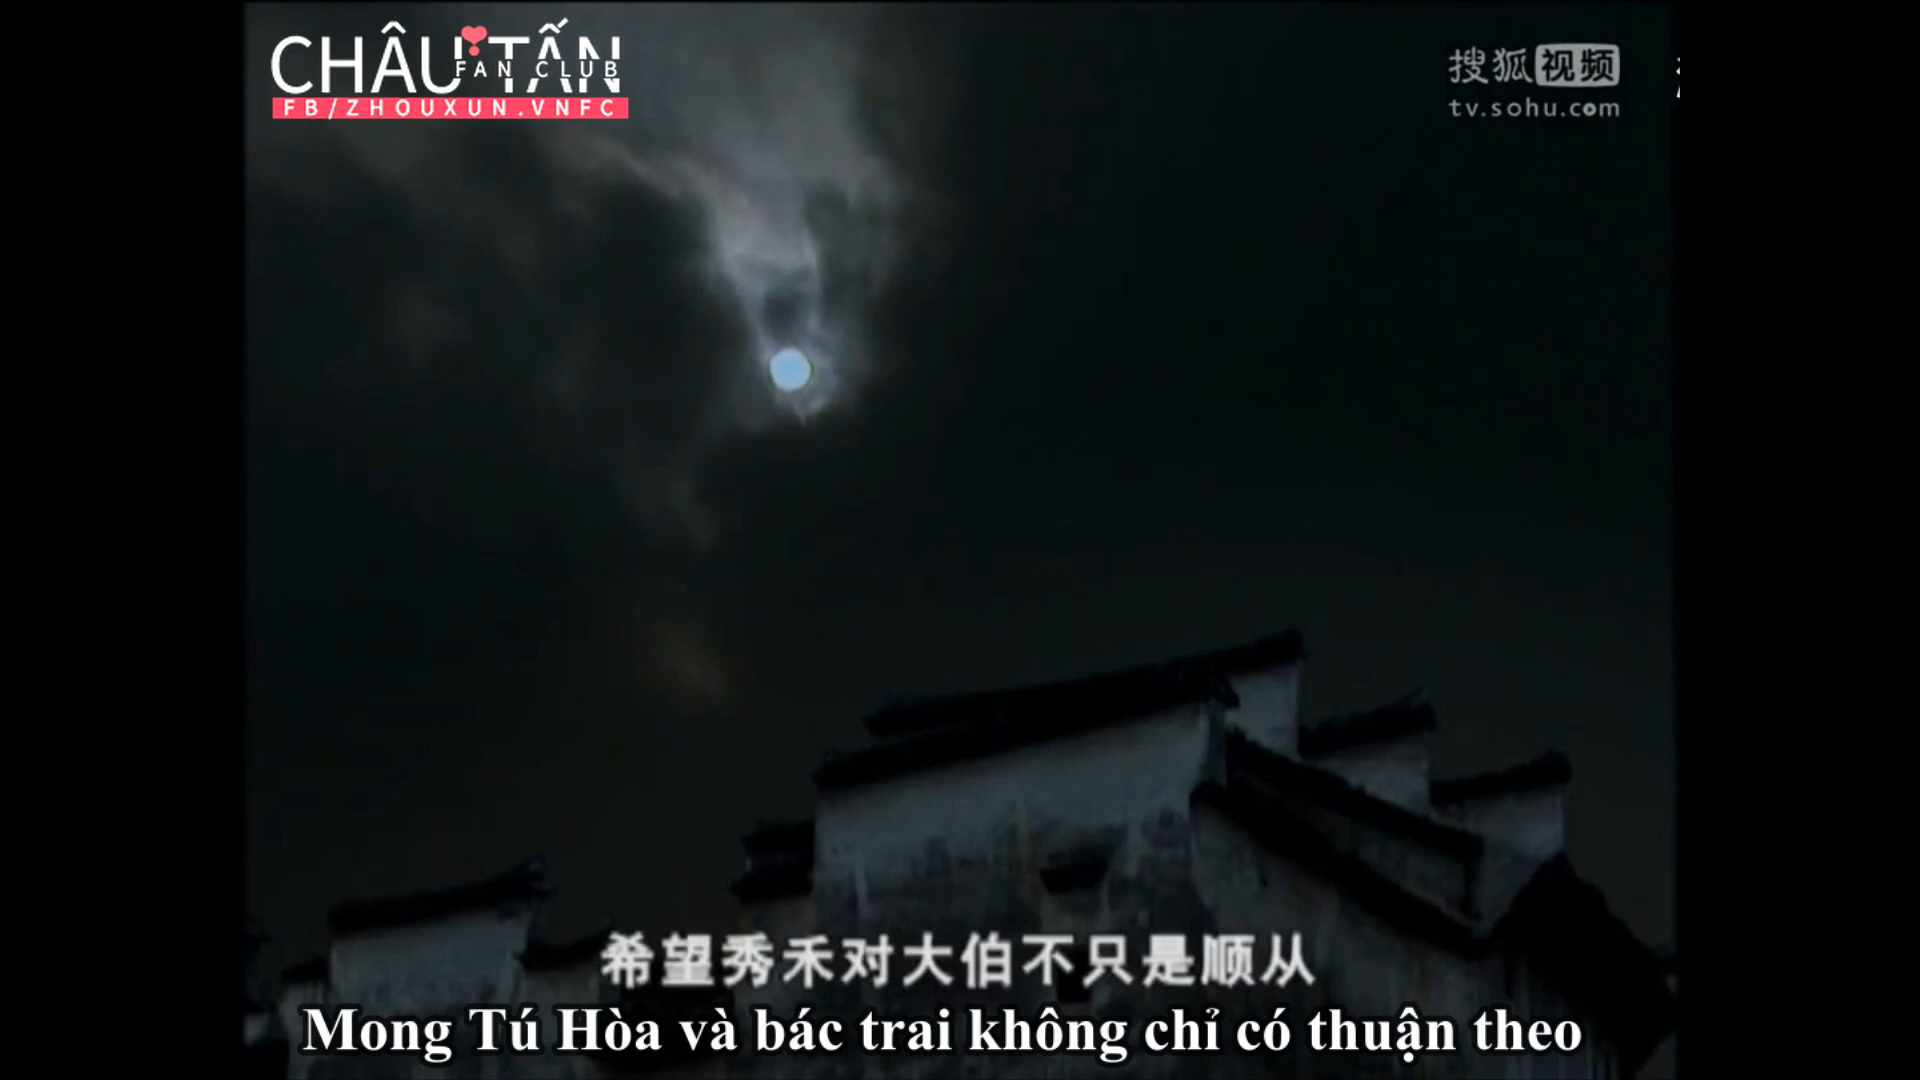 CHÂU TẤN
FAN CLUB
FB/ZHOUXUN.VNFC
搜狐视频
tv.sohu.com
希望秀禾对大伯不只是顺从
Mong Tú Hòa và bác trai không chỉ có thuận theo